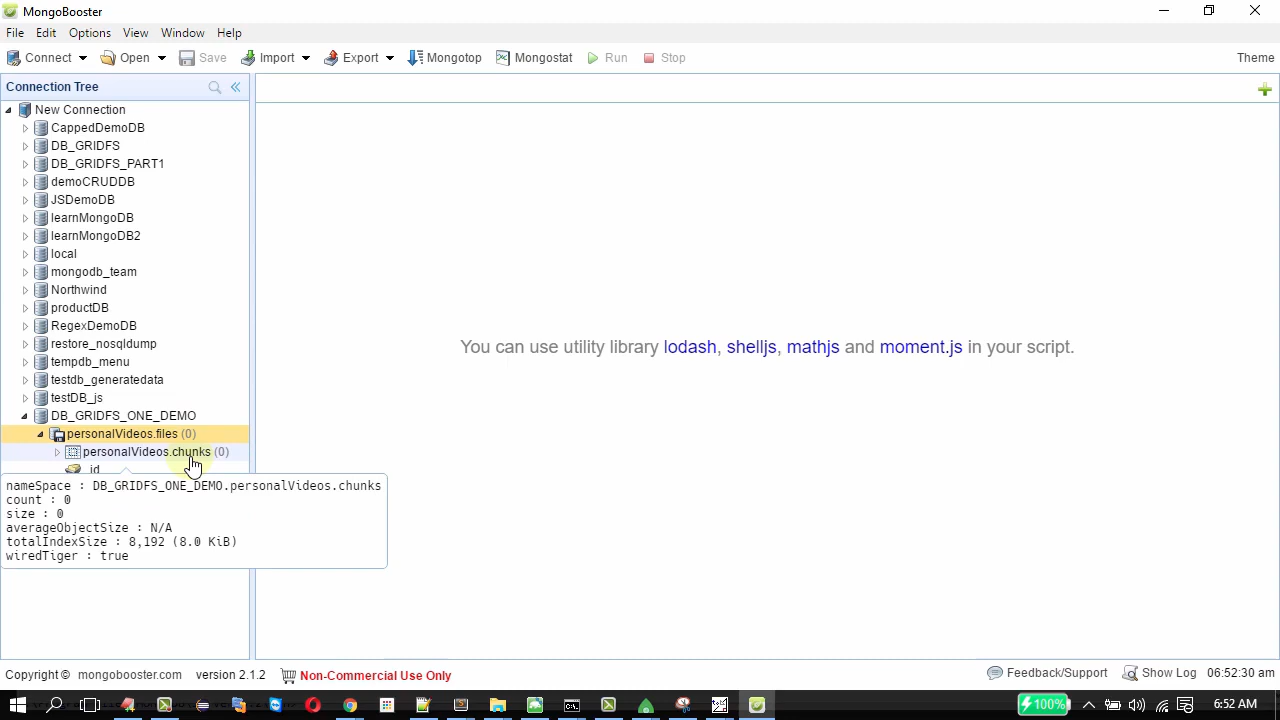 MongoBooster
File Edit Options View Window Help
Connect Open Save Import Export Mongotop Mongostat Run Stop Theme
Connection Tree
New Connection
CappedDemoDB
DB_GRIDFS
DB_GRIDFS_PART1
demoCRUDDB
JSDemoDB
learnMongoDB
learnMongoDB2
local
mongodb_team
Northwind
productDB
RegexDemoDB
restore_nosqldump
tempdb_menu
testdb_generatedata
testDB_js
DB_GRIDFS_ONE_DEMO
personalVideos.files (0)
personalVideos.chunks (0)
_id
nameSpace : DB_GRIDFS_ONE_DEMO.personalVideos.chunks
count : 0
size : 0
averageObjectSize : N/A
totalIndexSize : 8,192 (8.0 KiB)
wiredTiger : true
You can use utility library lodash, shelljs, mathjs and moment.js in your script.
Copyright © mongobooster.com version 2.1.2 Non-Commercial Use Only Feedback/Support Show Log 06:52:30 am
100% 6:52 AM